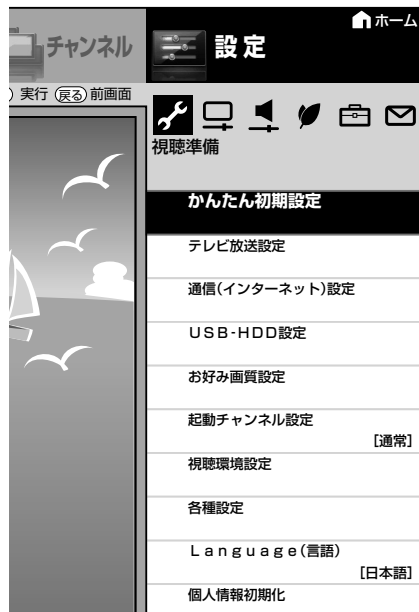 ホーム
チャンネル
設定
実行 戻る 前画面
視聴準備
かんたん初期設定
テレビ放送設定
通信(インターネット)設定
USB-HDD設定
お好み画質設定
起動チャンネル設定
[通常]
視聴環境設定
各種設定
Language(言語)
[日本語]
個人情報初期化